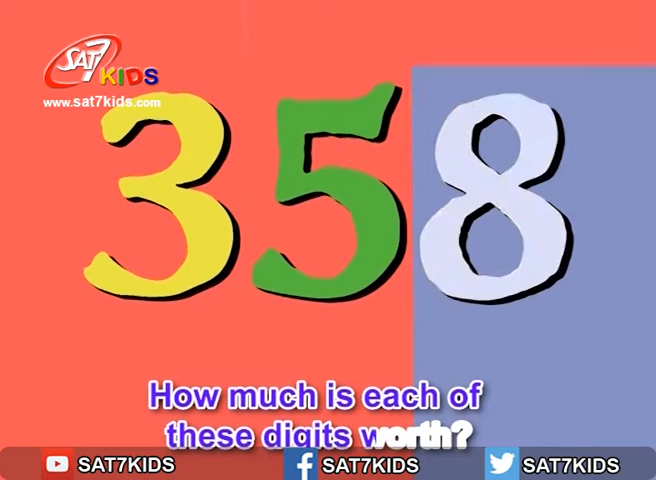 SAT7
KIDS
www.sat7kids.com
358
How much is each of
these digits worth?
SAT7KIDS SAT7KIDS SAT7KIDS